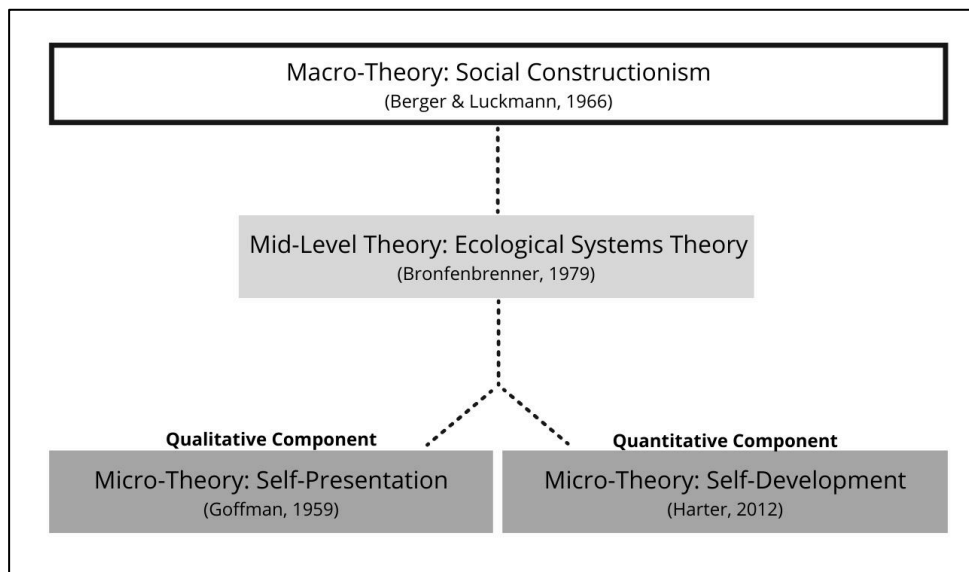 Macro-Theory: Social Constructionism
(Berger & Luckmann, 1966)
Mid-Level Theory: Ecological Systems Theory
(Bronfenbrenner, 1979)
Qualitative Component
Micro-Theory: Self-Presentation
(Goffman, 1959)
Quantitative Component
Micro-Theory: Self-Development
(Harter, 2012)